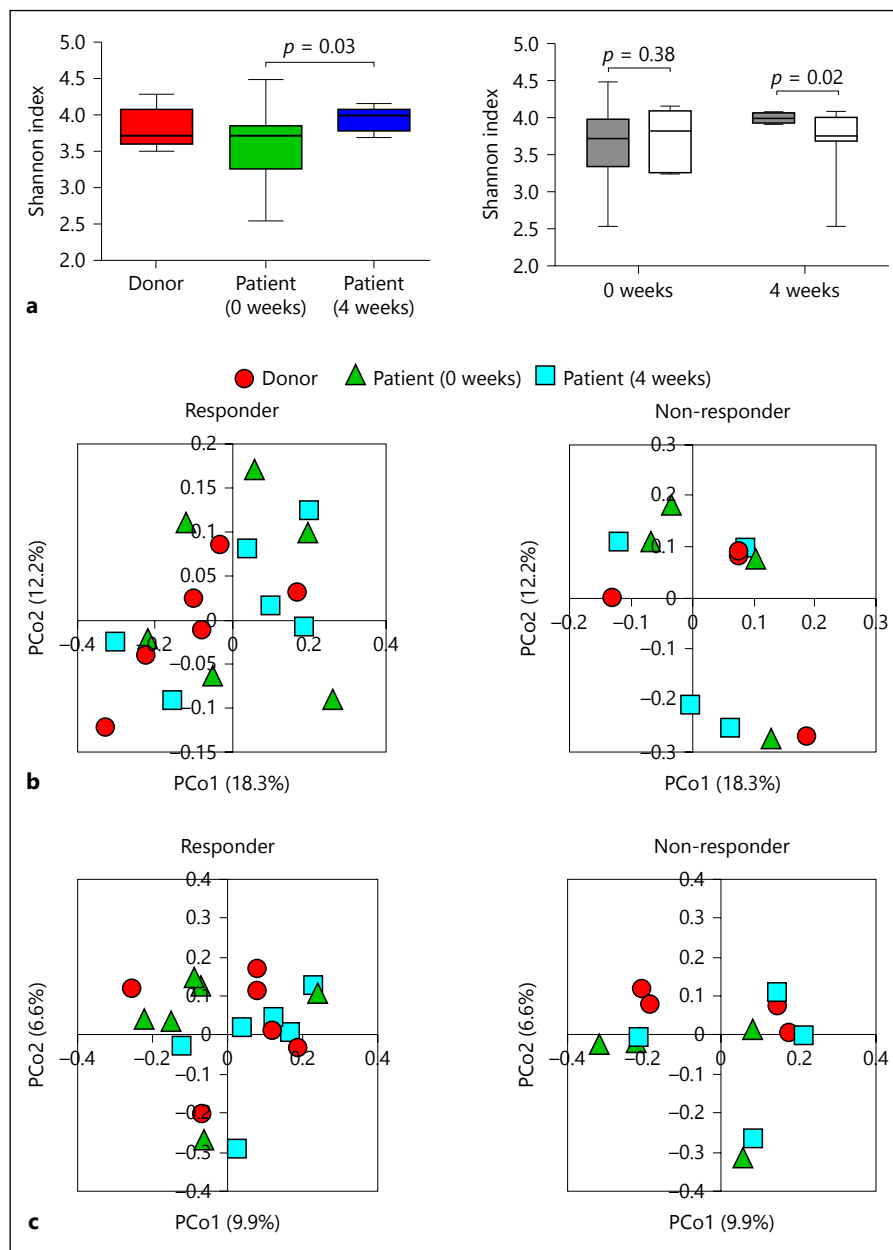 p = 0.03
5.0
4.5
4.0
3.5
3.0
2.5
2.0
Shannon index
Donor
Patient
(0 weeks)
Patient
(4 weeks)
p = 0.38
p = 0.02
5.0
4.5
4.0
3.5
3.0
2.5
2.0
Shannon index
0 weeks
4 weeks
a
Donor
Patient (0 weeks)
Patient (4 weeks)
Responder
0.2
0.15
0.1
0.05
0
−0.05
−0.1
−0.15
−0.4
−0.2
0
0.2
0.4
PCo2 (12.2%)
PCo1 (18.3%)
Non-responder
0.3
0.2
0.1
0
−0.1
−0.2
−0.3
−0.2
−0.1
0
0.1
0.2
0.3
PCo2 (12.2%)
PCo1 (18.3%)
b
Responder
0.4
0.3
0.2
0.1
0
−0.1
−0.2
−0.3
−0.4
−0.4
−0.2
0
0.2
0.4
PCo2 (6.6%)
PCo1 (9.9%)
Non-responder
0.4
0.3
0.2
0.1
0
−0.1
−0.2
−0.3
−0.4
−0.4
−0.2
0
0.2
0.4
PCo2 (6.6%)
PCo1 (9.9%)
c